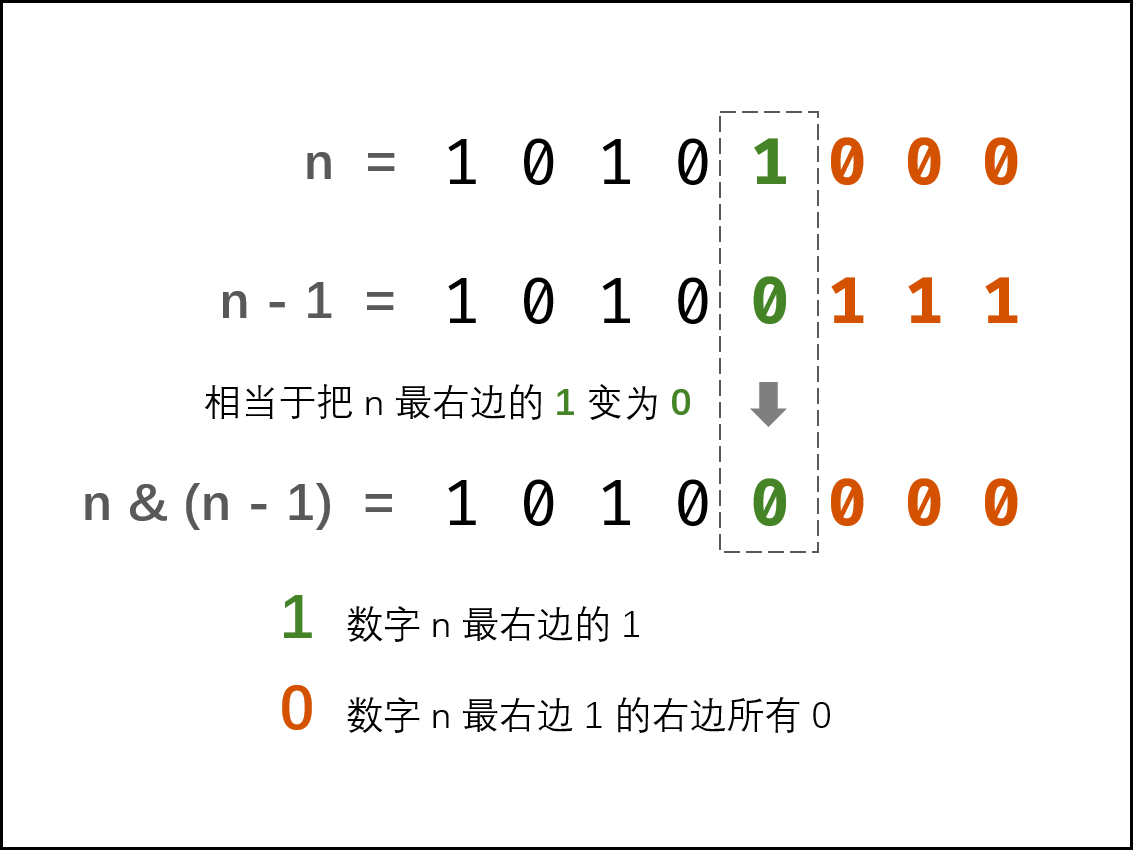 n = 1 0 1 0 1 0 0 0
n - 1 = 1 0 1 0 0 1 1 1
相当于把 n 最右边的 1 变为 0
n & (n - 1) = 1 0 1 0 0 0 0 0
1 数字 n 最右边的 1
0 数字 n 最右边 1 的右边所有 0